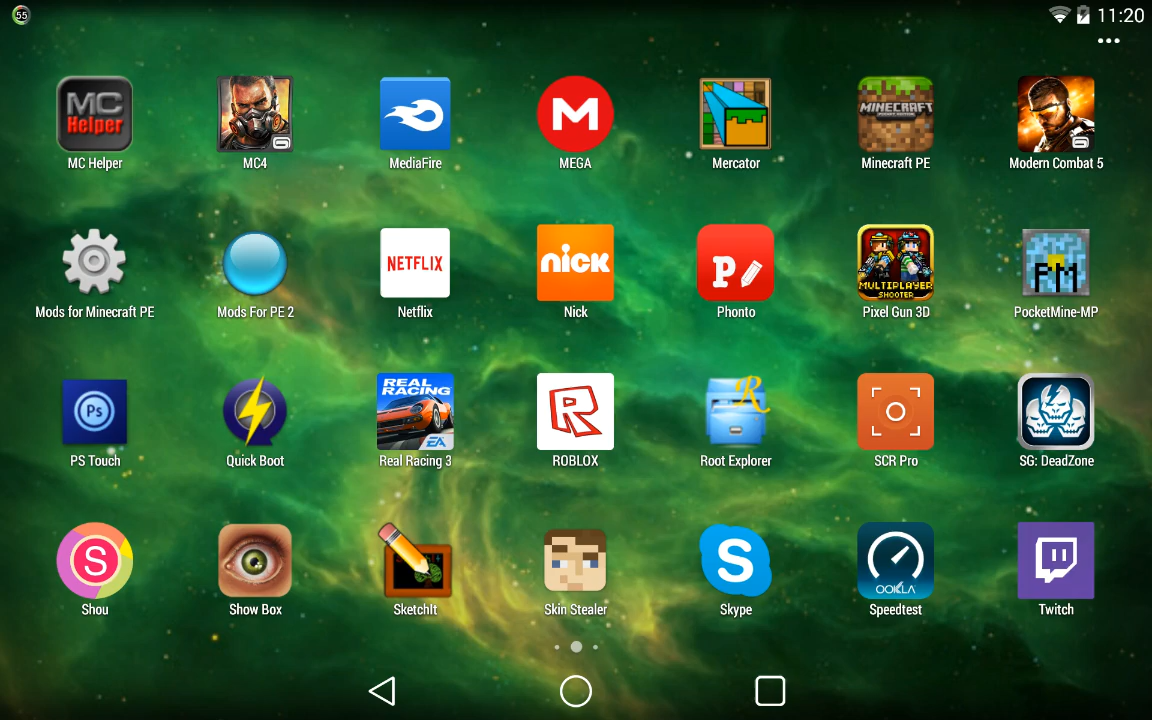 55
11:20
MC
Helper
MINECRAFT
POCKET EDITION
MC Helper
MC4
MediaFire
MEGA
Mercator
Minecraft PE
Modern Combat 5
M
NETFLIX
nick
P
MULTIPLAYER
SHOOTER
PM
Mods for Minecraft PE
Mods For PE 2
Netflix
Nick
Phonto
Pixel Gun 3D
PocketMine-MP
Ps
REAL
RACING
EA
R
R
PS Touch
Quick Boot
Real Racing 3
ROBLOX
Root Explorer
SCR Pro
SG: DeadZone
S
S
OOKLA
Shou
Show Box
SketchIt
Skin Stealer
Skype
Speedtest
Twitch